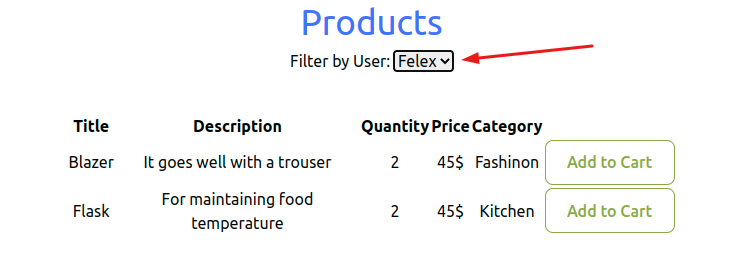 Products
Filter by User: Felex
Title Description Quantity Price Category
Blazer It goes well with a trouser 2 45$ Fashinon Add to Cart
Flask For maintaining food temperature 2 45$ Kitchen Add to Cart